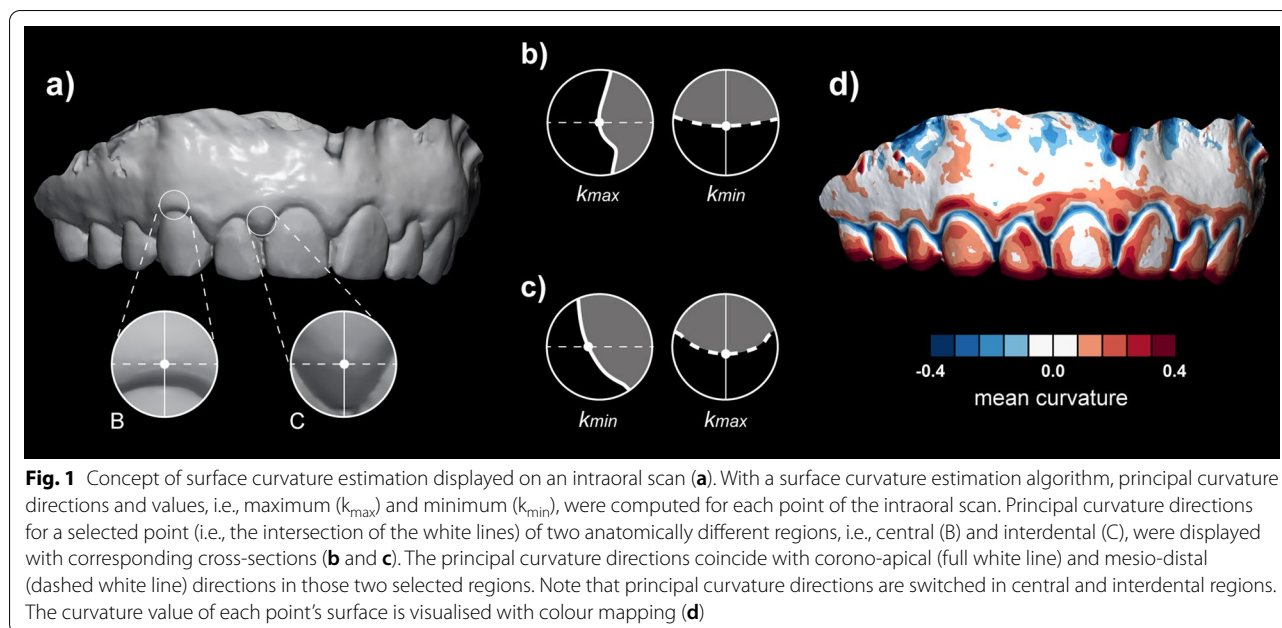 a)
B
C
b)
kmax
kmin
c)
kmin
kmax
d)
-0.4
0.0
0.4
mean curvature
Fig. 1 Concept of surface curvature estimation displayed on an intraoral scan (a). With a surface curvature estimation algorithm, principal curvature
directions and values, i.e., maximum (kmax) and minimum (kmin), were computed for each point of the intraoral scan. Principal curvature directions
for a selected point (i.e., the intersection of the white lines) of two anatomically different regions, i.e., central (B) and interdental (C), were displayed
with corresponding cross-sections (b and c). The principal curvature directions coincide with corono-apical (full white line) and mesio-distal
(dashed white line) directions in those two selected regions. Note that principal curvature directions are switched in central and interdental regions.
The curvature value of each point's surface is visualised with colour mapping (d)